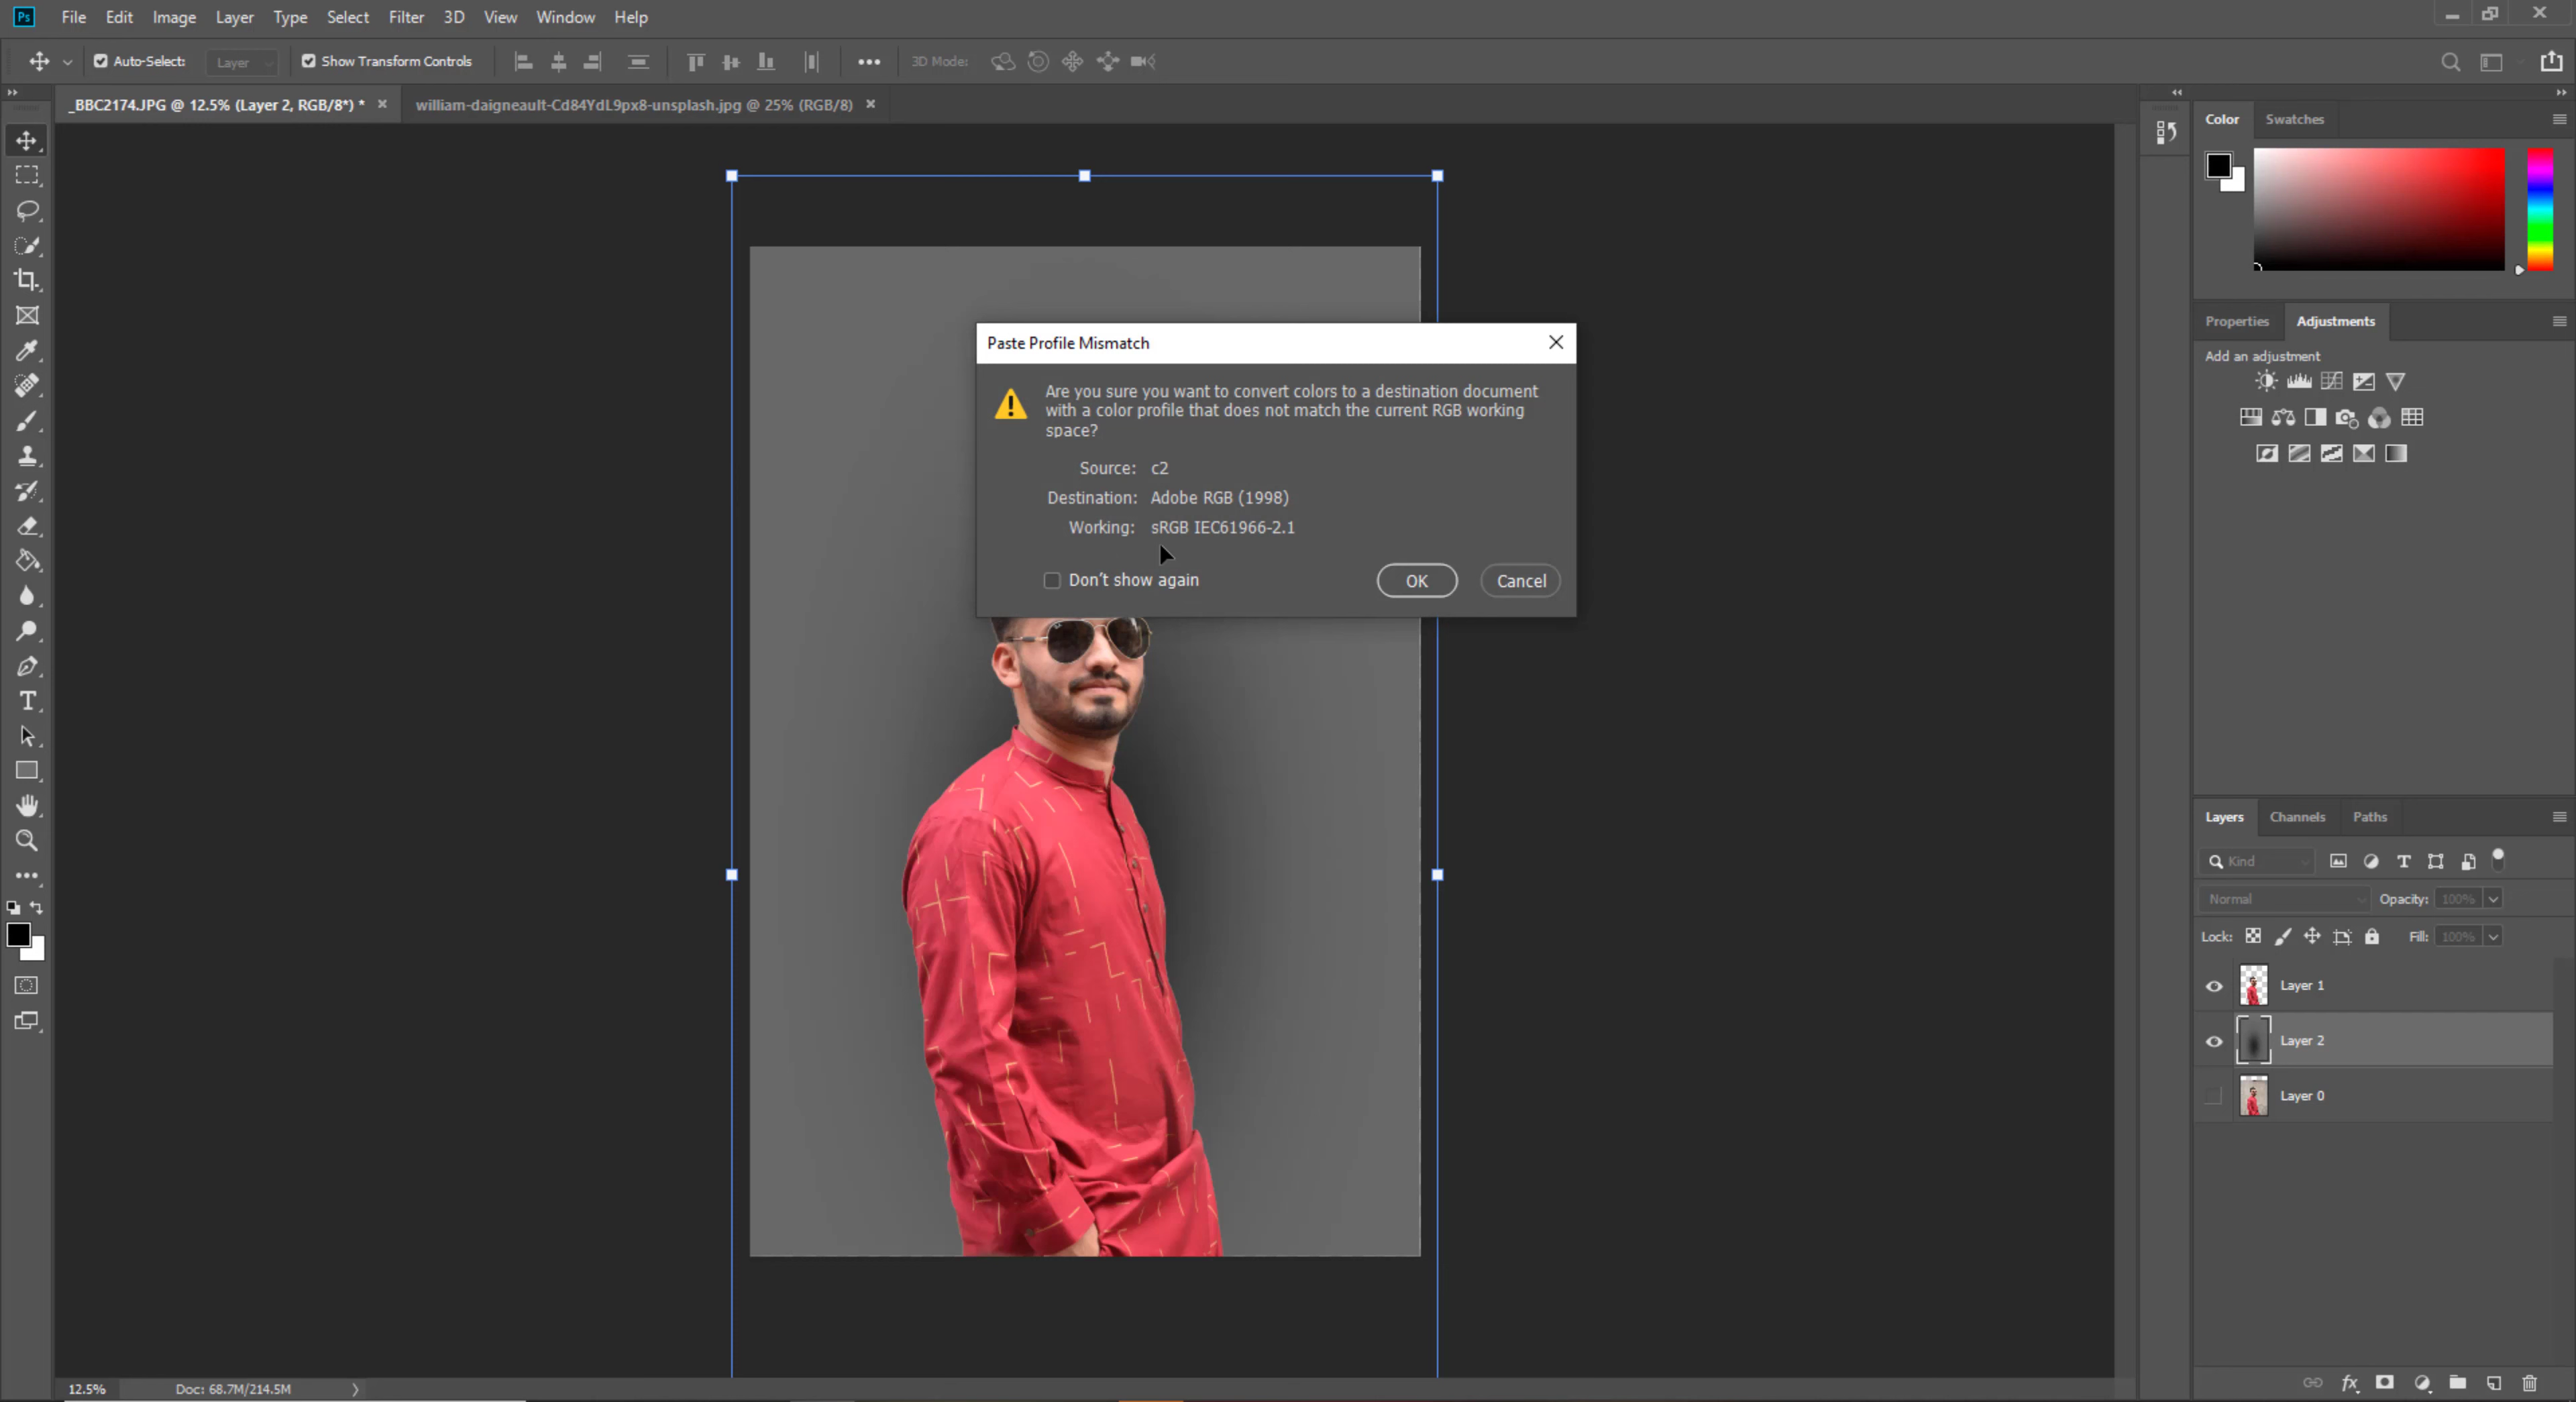 Ps File Edit Image Layer Type Select Filter 3D View Window Help
Auto-Select: Layer Show Transform Controls 3D Mode:
_BBC2174.JPG @ 12.5% (Layer 2, RGB/8*) * william-daigneault-Cd84YdL9px8-unsplash.jpg @ 25% (RGB/8)
Color Swatches
Properties Adjustments
Add an adjustment
Paste Profile Mismatch
Are you sure you want to convert colors to a destination document
with a color profile that does not match the current RGB working
space?
Source: c2
Destination: Adobe RGB (1998)
Working: sRGB IEC61966-2.1
Don't show again OK Cancel
Layers Channels Paths
Kind
Normal Opacity: 100%
Lock: Fill: 100%
Layer 1
Layer 2
Layer 0
12.5% Doc: 68.7M/214.5M